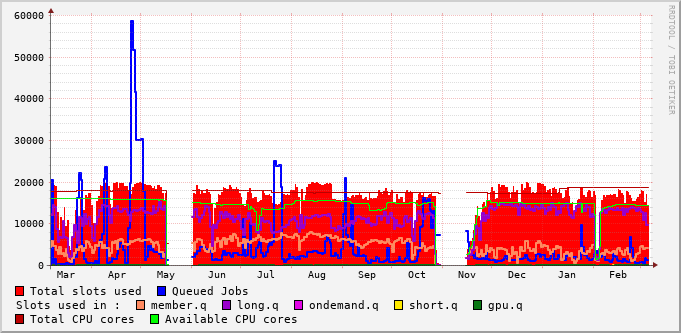 RRDTOOL / TOBI OETIKER
60000
50000
40000
30000
20000
10000
0
Mar Apr May Jun Jul Aug Sep Oct Nov Dec Jan Feb
Total slots used Queued Jobs
Slots used in : member.q long.q ondemand.q short.q gpu.q
Total CPU cores Available CPU cores